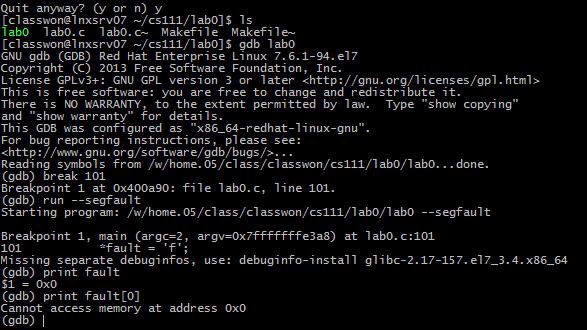 Quit anyway? (y or n) y
[classwon@lnxsrv07 ~/cs111/lab0]$ ls
lab0  lab0.c  lab0.c~  Makefile  Makefile~
[classwon@lnxsrv07 ~/cs111/lab0]$ gdb lab0
GNU gdb (GDB) Red Hat Enterprise Linux 7.6.1-94.el7
Copyright (C) 2013 Free Software Foundation, Inc.
License GPLv3+: GNU GPL version 3 or later <http://gnu.org/licenses/gpl.html>
This is free software: you are free to change and redistribute it.
There is NO WARRANTY, to the extent permitted by law.  Type "show copying"
and "show warranty" for details.
This GDB was configured as "x86_64-redhat-linux-gnu".
For bug reporting instructions, please see:
<http://www.gnu.org/software/gdb/bugs/>...
Reading symbols from /w/home.05/class/classwon/cs111/lab0/lab0...done.
(gdb) break 101
Breakpoint 1 at 0x400a90: file lab0.c, line 101.
(gdb) run --segfault
Starting program: /w/home.05/class/classwon/cs111/lab0/lab0 --segfault
Breakpoint 1, main (argc=2, argv=0x7fffffffe3a8) at lab0.c:101
101         *fault = 'f';
Missing separate debuginfos, use: debuginfo-install glibc-2.17-157.el7_3.4.x86_64
(gdb) print fault
$1 = 0x0
(gdb) print fault[0]
Cannot access memory at address 0x0
(gdb)